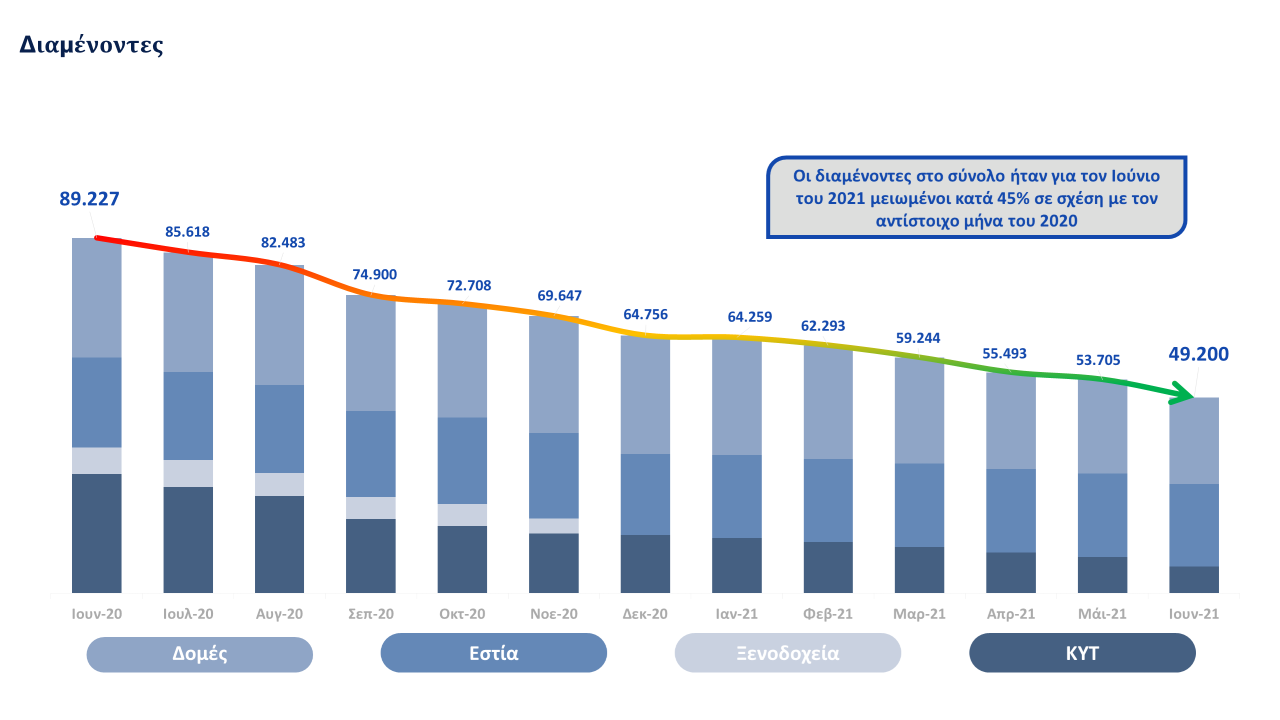 Διαμένοντες
Οι διαμένοντες στο σύνολο ήταν για τον Ιούνιο
του 2021 μειωμένοι κατά 45% σε σχέση με τον
αντίστοιχο μήνα του 2020
89.227
85.618
82.483
74.900
72.708
69.647
64.756
64.259
62.293
59.244
55.493
53.705
49.200
Ιουν-20 Ιουλ-20 Αυγ-20 Σεπ-20 Οκτ-20 Νοε-20 Δεκ-20 Ιαν-21 Φεβ-21 Μαρ-21 Απρ-21 Μάι-21 Ιουν-21
Δομές Εστία Ξενοδοχεία ΚΥΤ